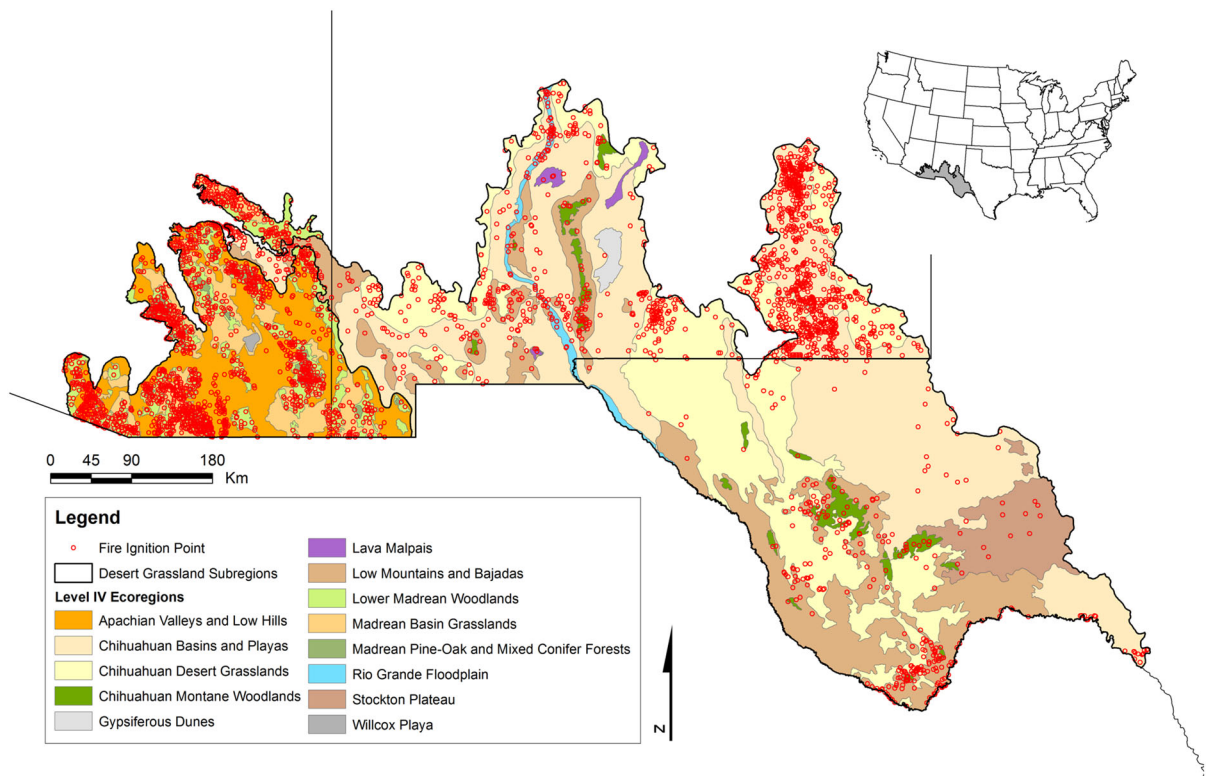 0 45 90 180
Km
Legend
Fire Ignition Point
Desert Grassland Subregions
Level IV Ecoregions
Apachian Valleys and Low Hills
Chihuahuan Basins and Playas
Chihuahuan Desert Grasslands
Chihuahuan Montane Woodlands
Gypsiferous Dunes
Lava Malpais
Low Mountains and Bajadas
Lower Madrean Woodlands
Madrean Basin Grasslands
Madrean Pine-Oak and Mixed Conifer Forests
Rio Grande Floodplain
Stockton Plateau
Willcox Playa
N